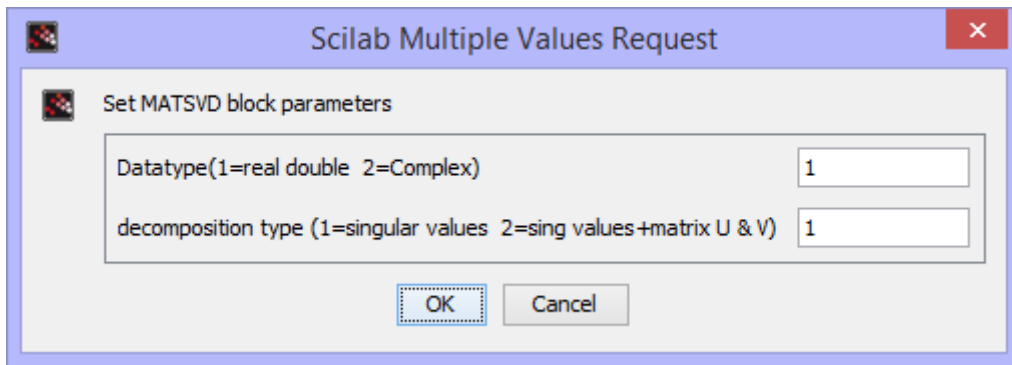 Scilab Multiple Values Request
Set MATSVD block parameters
Datatype(1=real double  2=Complex) 1
decomposition type (1=singular values  2=sing values+matrix U & V) 1
OK Cancel